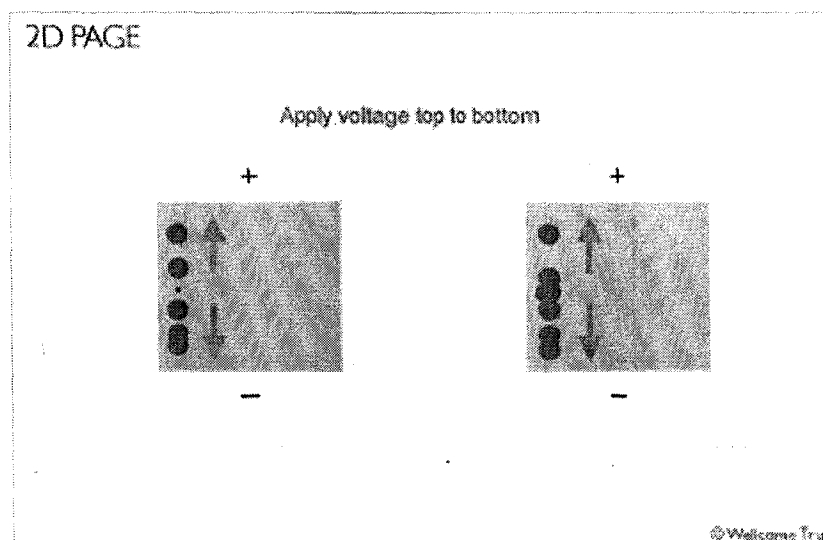 2D PAGE
Apply voltage top to bottom
+ +
− −
© Wellcome Tru